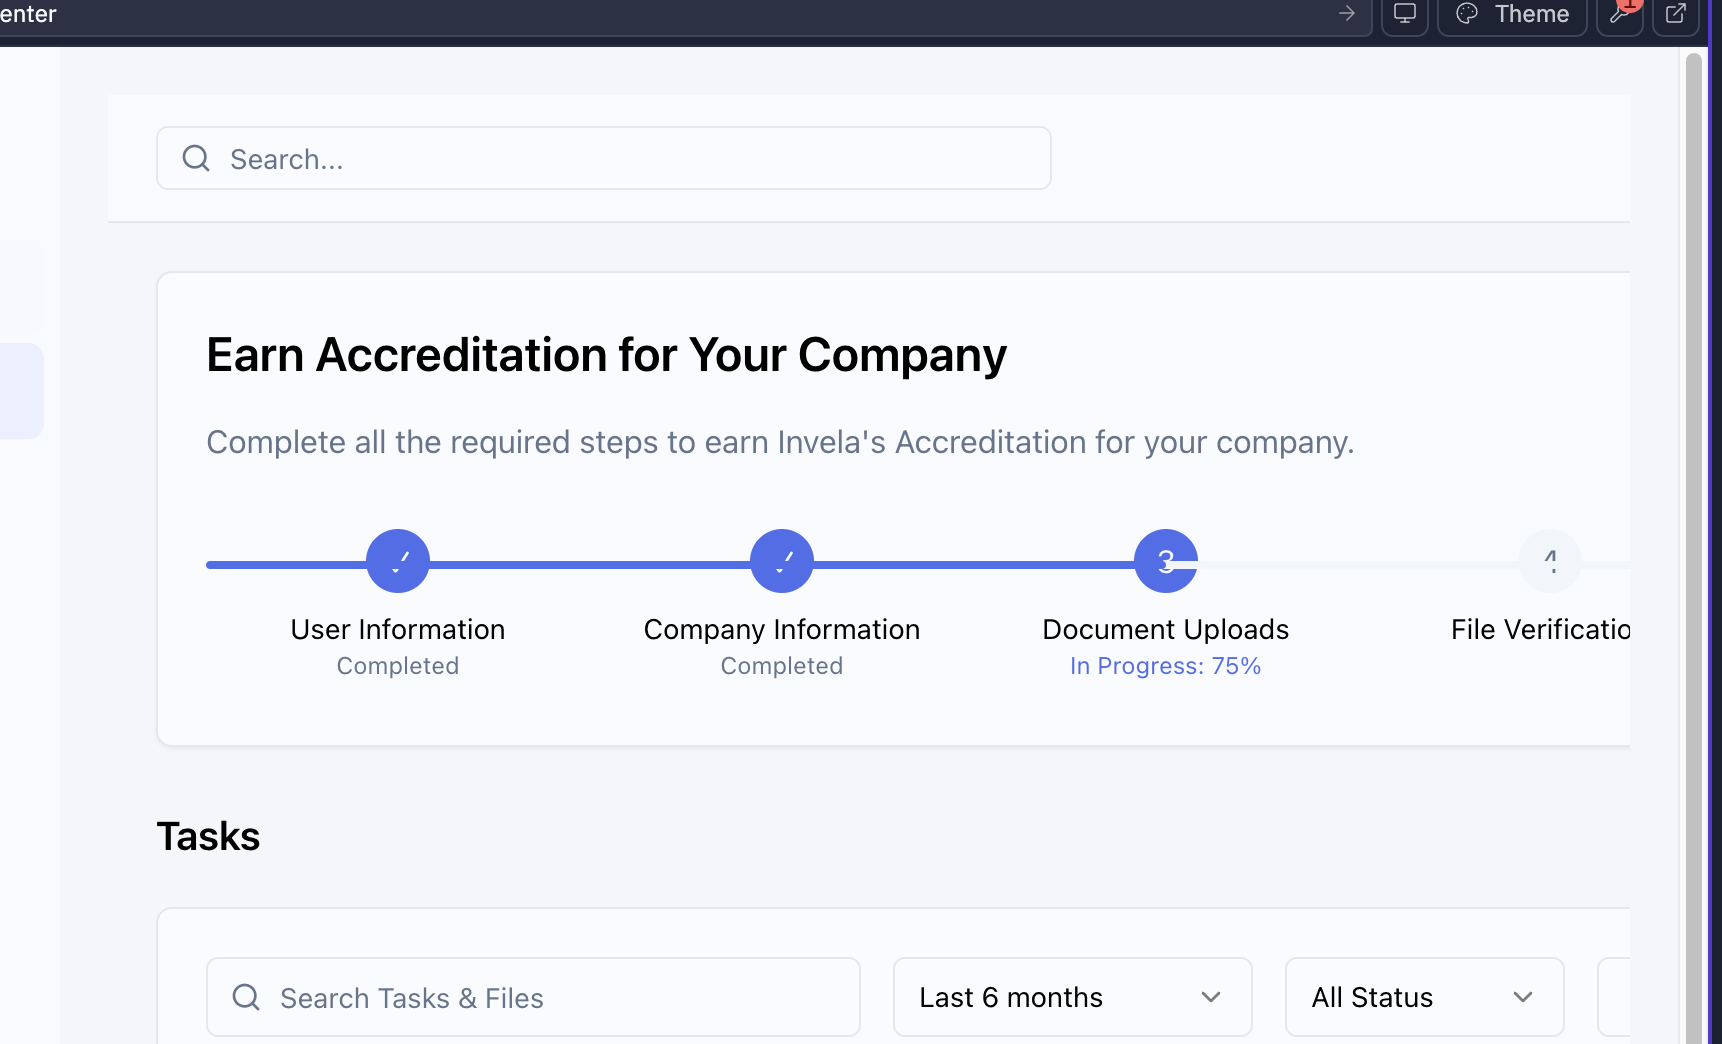 enter
Theme
1
Search...
Earn Accreditation for Your Company
Complete all the required steps to earn Invela's Accreditation for your company.
3
4
User Information
Company Information
Document Uploads
File Verificatio
Completed
Completed
In Progress: 75%
Tasks
Search Tasks & Files
Last 6 months
All Status